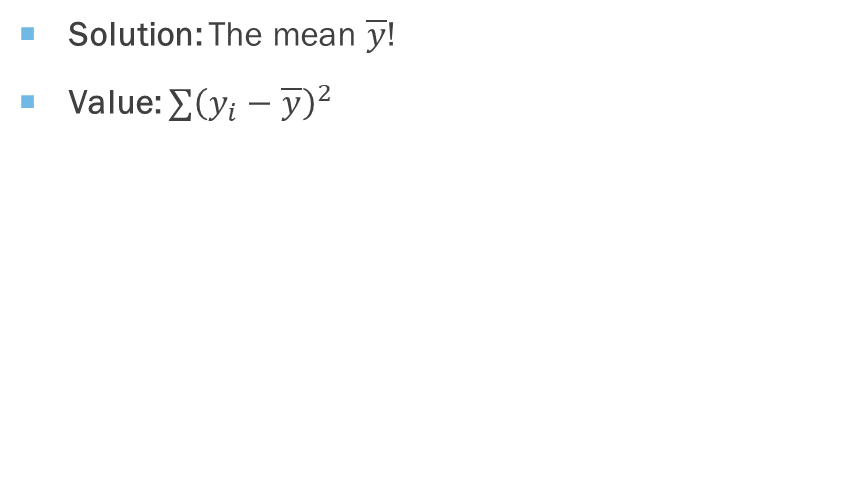 Solution: The mean y̅!
Value: ∑(yᵢ − y̅)²